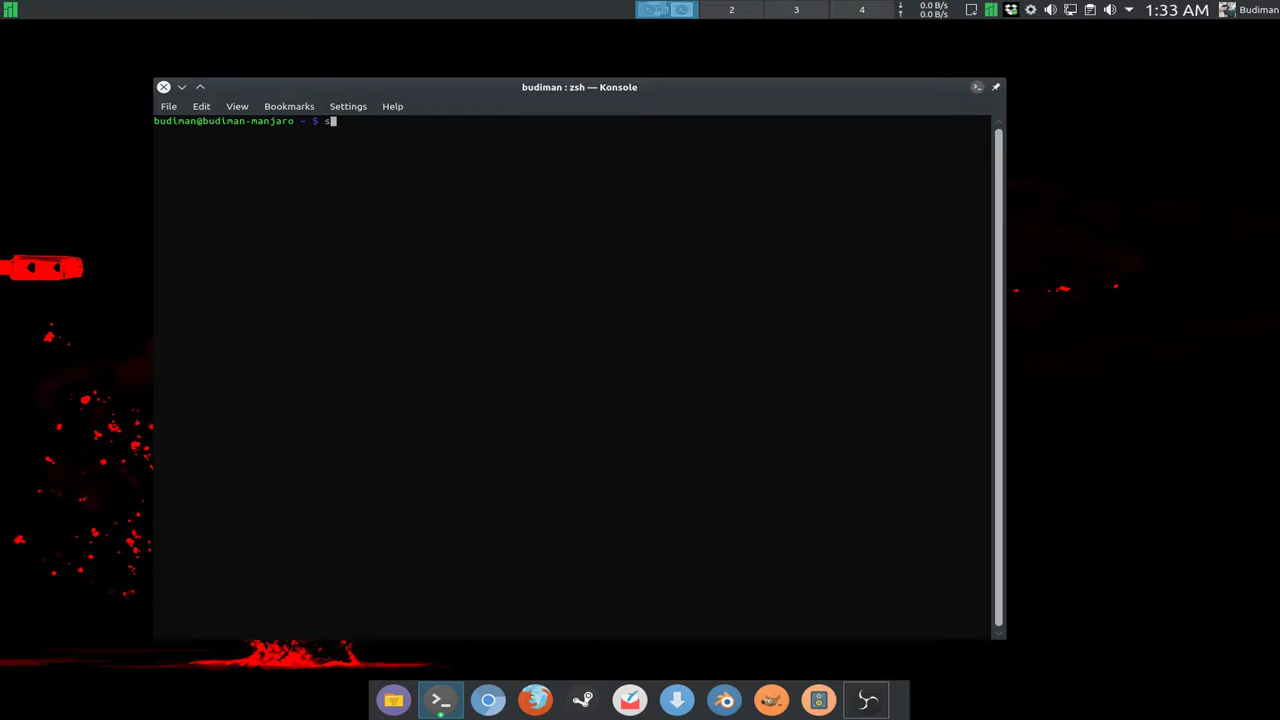 2 3 4 0.0 B/s 1:33 AM Budiman
0.0 B/s
budiman : zsh — Konsole
File Edit View Bookmarks Settings Help
budiman@budiman-manjaro ~ $ s